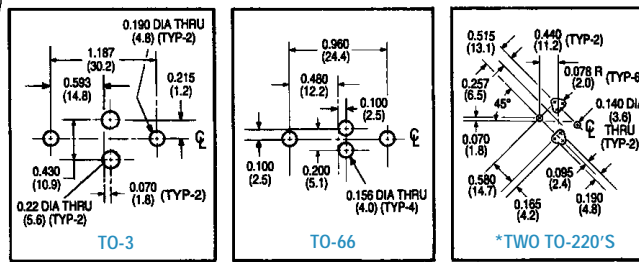 0.190 DIA THRU
(4.8) (TYP-2)
1.187
(30.2)
0.593
(14.8)
0.215
(1.2)
℄
0.430
(10.9)
0.070 (TYP-2)
(1.8)
0.22 DIA THRU
(5.6) (TYP-2)
TO-3
0.960
(24.4)
0.480
(12.2)
0.100
(2.5)
℄
0.100
(2.5)
0.200
(5.1)
0.156 DIA THRU
(4.0) (TYP-4)
TO-66
0.515
(13.1)
0.440
(11.2) (TYP-2)
0.078 R (TYP-6
(2.0)
0.257
(6.5)
45°
0.140 DIA
(3.6)
THRU
(TYP-2)
℄
0.070
(1.8)
0.580
(14.7)
0.095
(2.4)
0.190
(4.8)
0.165
(4.2)
*TWO TO-220'S